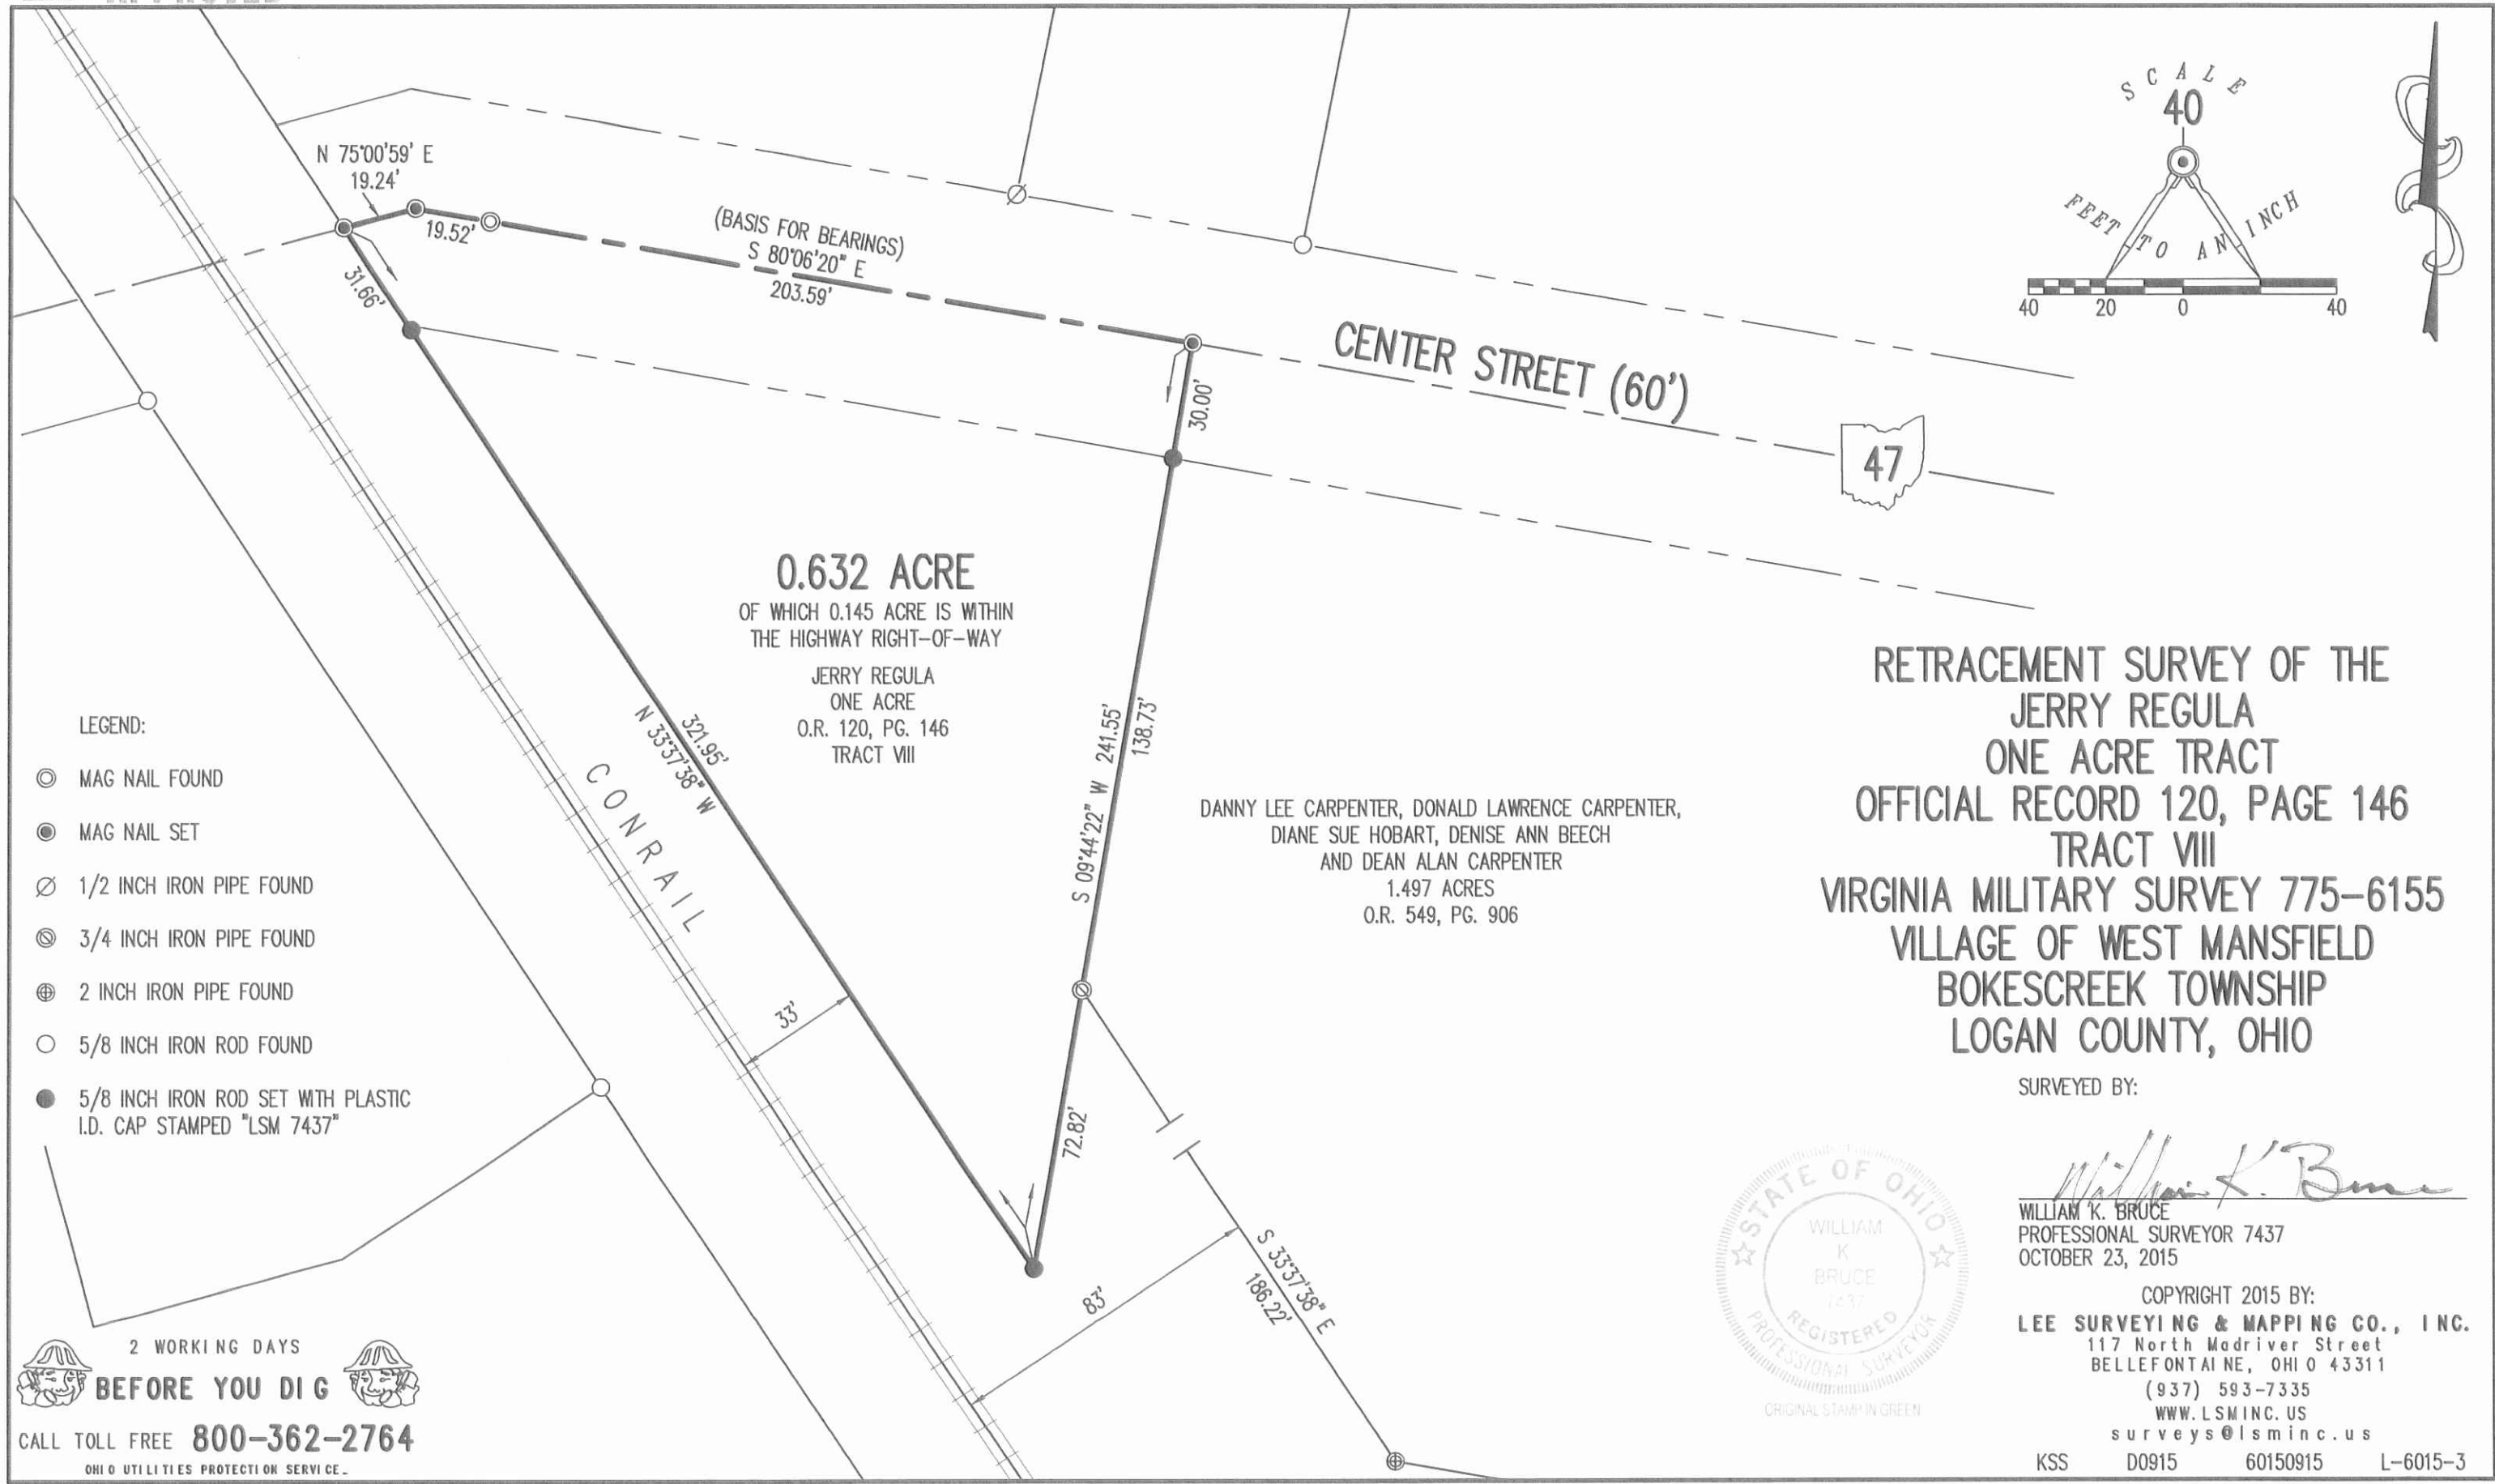 N 75°00'59' E
19.24'
19.52'
(BASIS FOR BEARINGS)
S 80°06'20" E
203.59'
31.66'
30.00'
CENTER STREET (60')
47
SCALE
40
FEET TO AN INCH
40 20 0 40
0.632 ACRE
OF WHICH 0.145 ACRE IS WITHIN
THE HIGHWAY RIGHT-OF-WAY
JERRY REGULA
ONE ACRE
O.R. 120, PG. 146
TRACT VIII
321.95'
N 33°37'38" W
CONRAIL
33'
S 09°44'22" W 241.55'
138.73'
72.82'
83'
S 33°37'38" E
186.22'
DANNY LEE CARPENTER, DONALD LAWRENCE CARPENTER,
DIANE SUE HOBART, DENISE ANN BEECH
AND DEAN ALAN CARPENTER
1.497 ACRES
O.R. 549, PG. 906
LEGEND:
MAG NAIL FOUND
MAG NAIL SET
1/2 INCH IRON PIPE FOUND
3/4 INCH IRON PIPE FOUND
2 INCH IRON PIPE FOUND
5/8 INCH IRON ROD FOUND
5/8 INCH IRON ROD SET WITH PLASTIC
I.D. CAP STAMPED "LSM 7437"
2 WORKING DAYS
BEFORE YOU DIG
CALL TOLL FREE 800-362-2764
OHIO UTILITIES PROTECTION SERVICE.
RETRACEMENT SURVEY OF THE
JERRY REGULA
ONE ACRE TRACT
OFFICIAL RECORD 120, PAGE 146
TRACT VIII
VIRGINIA MILITARY SURVEY 775-6155
VILLAGE OF WEST MANSFIELD
BOKESCREEK TOWNSHIP
LOGAN COUNTY, OHIO
SURVEYED BY:
William K. Bruce
WILLIAM K. BRUCE
PROFESSIONAL SURVEYOR 7437
OCTOBER 23, 2015
STATE OF OHIO
WILLIAM
K
BRUCE
7437
REGISTERED
PROFESSIONAL SURVEYOR
ORIGINAL STAMP IN GREEN
COPYRIGHT 2015 BY:
LEE SURVEYING & MAPPING CO., INC.
117 North Madriver Street
BELLEFONTAINE, OHIO 43311
(937) 593-7335
WWW.LSMINC.US
surveys@lsminc.us
KSS D0915 60150915 L-6015-3